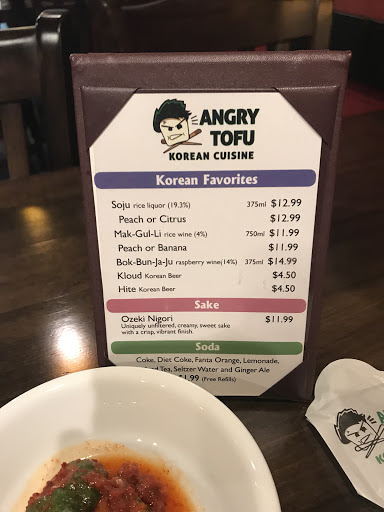 ANGRY
TOFU
KOREAN CUISINE
Korean Favorites
Soju rice liquor (19.3%) 375ml $12.99
Peach or Citrus $12.99
Mak-Gul-Li rice wine (4%) 750ml $11.99
Peach or Banana $11.99
Bok-Bun-Ja-Ju raspberry wine(14%) 375ml $14.99
Kloud Korean Beer $4.50
Hite Korean Beer $4.50
Sake
Ozeki Nigori $11.99
Uniquely unfiltered, creamy, sweet sake
with a crisp, vibrant finish.
Soda
Coke, Diet Coke, Fanta Orange, Lemonade,
Tea, Seltzer Water and Ginger Ale
$1.99 (Free Refills)